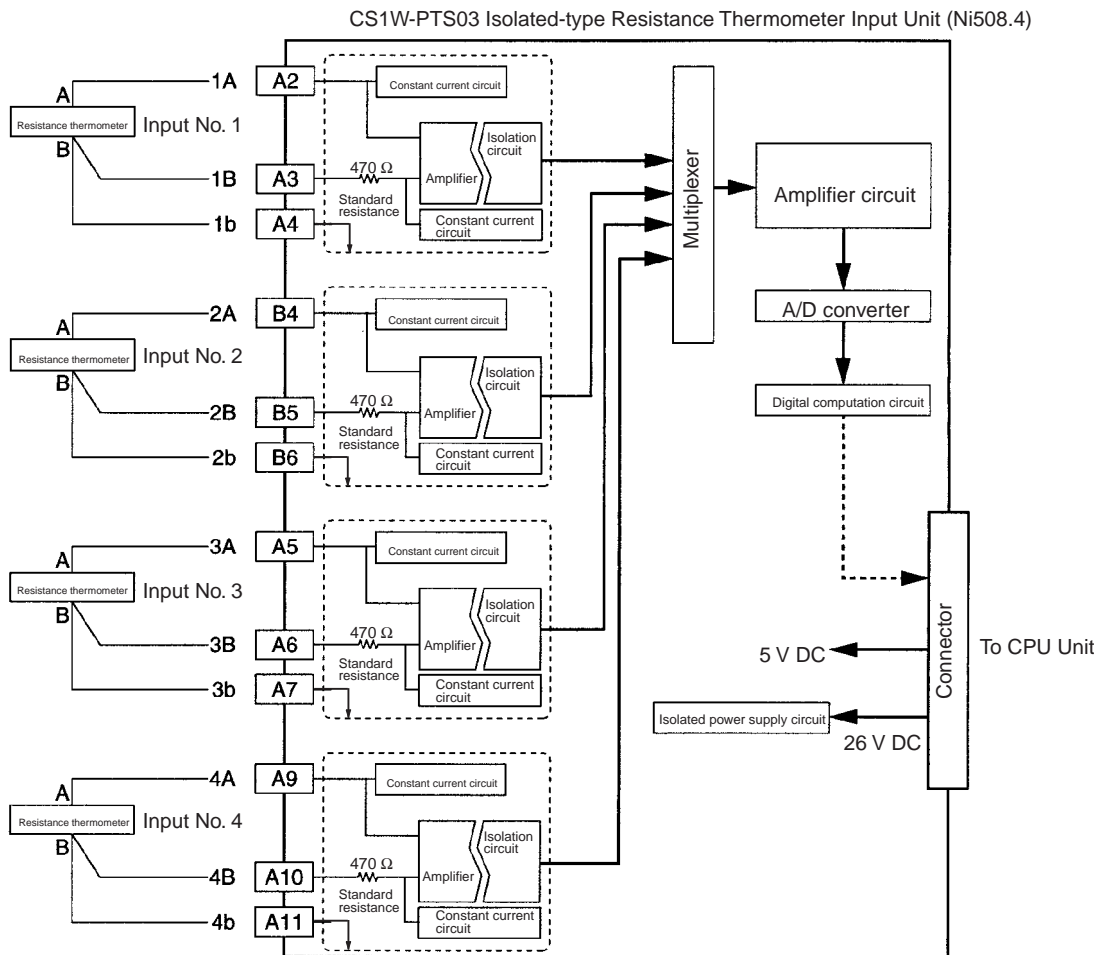 CS1W-PTS03 Isolated-type Resistance Thermometer Input Unit (Ni508.4)
1A
A2
A
Resistance thermometer
Input No. 1
B
1B
A3
1b
A4
Constant current circuit
Isolation
circuit
Amplifier
470 Ω
Standard
resistance
Constant current
circuit
2A
B4
A
Resistance thermometer
Input No. 2
B
2B
B5
2b
B6
Constant current circuit
Isolation
circuit
Amplifier
470 Ω
Standard
resistance
Constant current
circuit
3A
A5
A
Resistance thermometer
Input No. 3
B
3B
A6
3b
A7
Constant current circuit
Isolation
circuit
Amplifier
470 Ω
Standard
resistance
Constant current
circuit
4A
A9
A
Resistance thermometer
Input No. 4
B
4B
A10
4b
A11
Constant current circuit
Isolation
circuit
Amplifier
470 Ω
Standard
resistance
Constant current
circuit
Multiplexer
Amplifier circuit
A/D converter
Digital computation circuit
Connector
To CPU Unit
5 V DC
Isolated power supply circuit
26 V DC